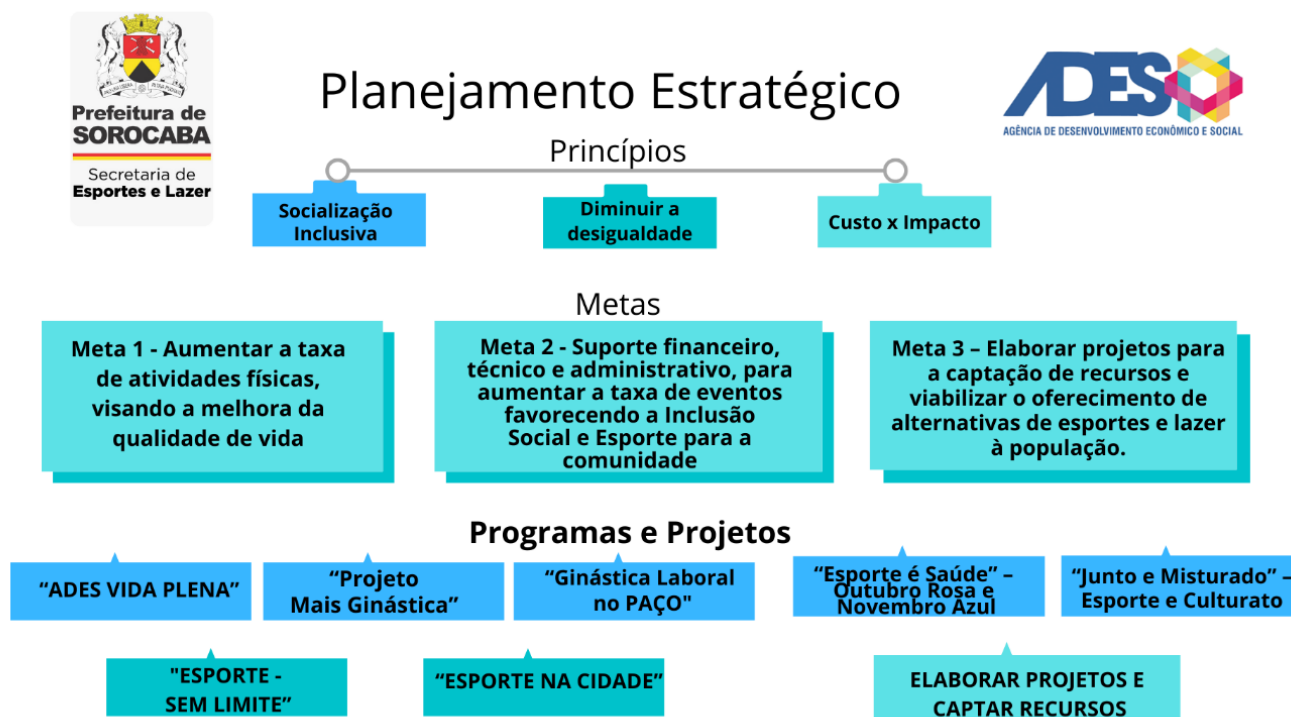 Prefeitura de
SOROCABA
Secretaria de
Esportes e Lazer
Planejamento Estratégico
ADES
AGÊNCIA DE DESENVOLVIMENTO ECONÔMICO E SOCIAL
Princípios
Socialização
Inclusiva
Diminuir a
desigualdade
Custo x Impacto
Metas
Meta 1 - Aumentar a taxa
de atividades físicas,
visando a melhora da
qualidade de vida
Meta 2 - Suporte financeiro,
técnico e administrativo, para
aumentar a taxa de eventos
favorecendo a Inclusão
Social e Esporte para a
comunidade
Meta 3 – Elaborar projetos para
a captação de recursos e
viabilizar o oferecimento de
alternativas de esportes e lazer
à população.
Programas e Projetos
“ADES VIDA PLENA”
“Projeto
Mais Ginástica”
“Ginástica Laboral
no PAÇO"
“Esporte é Saúde” –
Outubro Rosa e
Novembro Azul
“Junto e Misturado” –
Esporte e Culturato
"ESPORTE -
SEM LIMITE”
“ESPORTE NA CIDADE”
ELABORAR PROJETOS E
CAPTAR RECURSOS